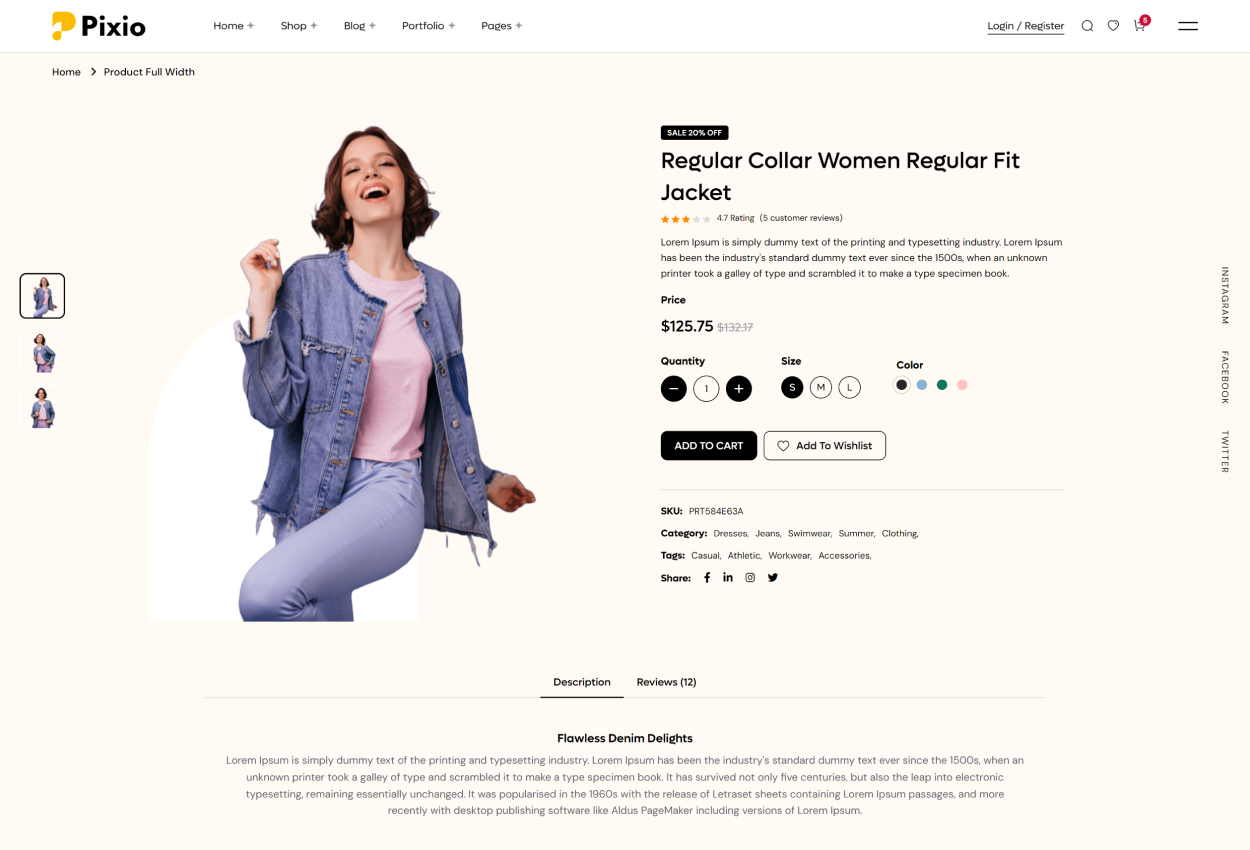 Pixio
Home + Shop + Blog + Portfolio + Pages +
Login / Register
5
Home > Product Full Width
SALE 20% OFF
Regular Collar Women Regular Fit
Jacket
4.7 Rating (5 customer reviews)
Lorem Ipsum is simply dummy text of the printing and typesetting industry. Lorem Ipsum
has been the industry's standard dummy text ever since the 1500s, when an unknown
printer took a galley of type and scrambled it to make a type specimen book.
Price
$125.75 $132.17
Quantity Size Color
− 1 + S M L
ADD TO CART Add To Wishlist
SKU: PRT584E63A
Category: Dresses, Jeans, Swimwear, Summer, Clothing,
Tags: Casual, Athletic, Workwear, Accessories,
Share:
INSTAGRAM
FACEBOOK
TWITTER
Description Reviews (12)
Flawless Denim Delights
Lorem Ipsum is simply dummy text of the printing and typesetting industry. Lorem Ipsum has been the industry's standard dummy text ever since the 1500s, when an
unknown printer took a galley of type and scrambled it to make a type specimen book. It has survived not only five centuries, but also the leap into electronic
typesetting, remaining essentially unchanged. It was popularised in the 1960s with the release of Letraset sheets containing Lorem Ipsum passages, and more
recently with desktop publishing software like Aldus PageMaker including versions of Lorem Ipsum.